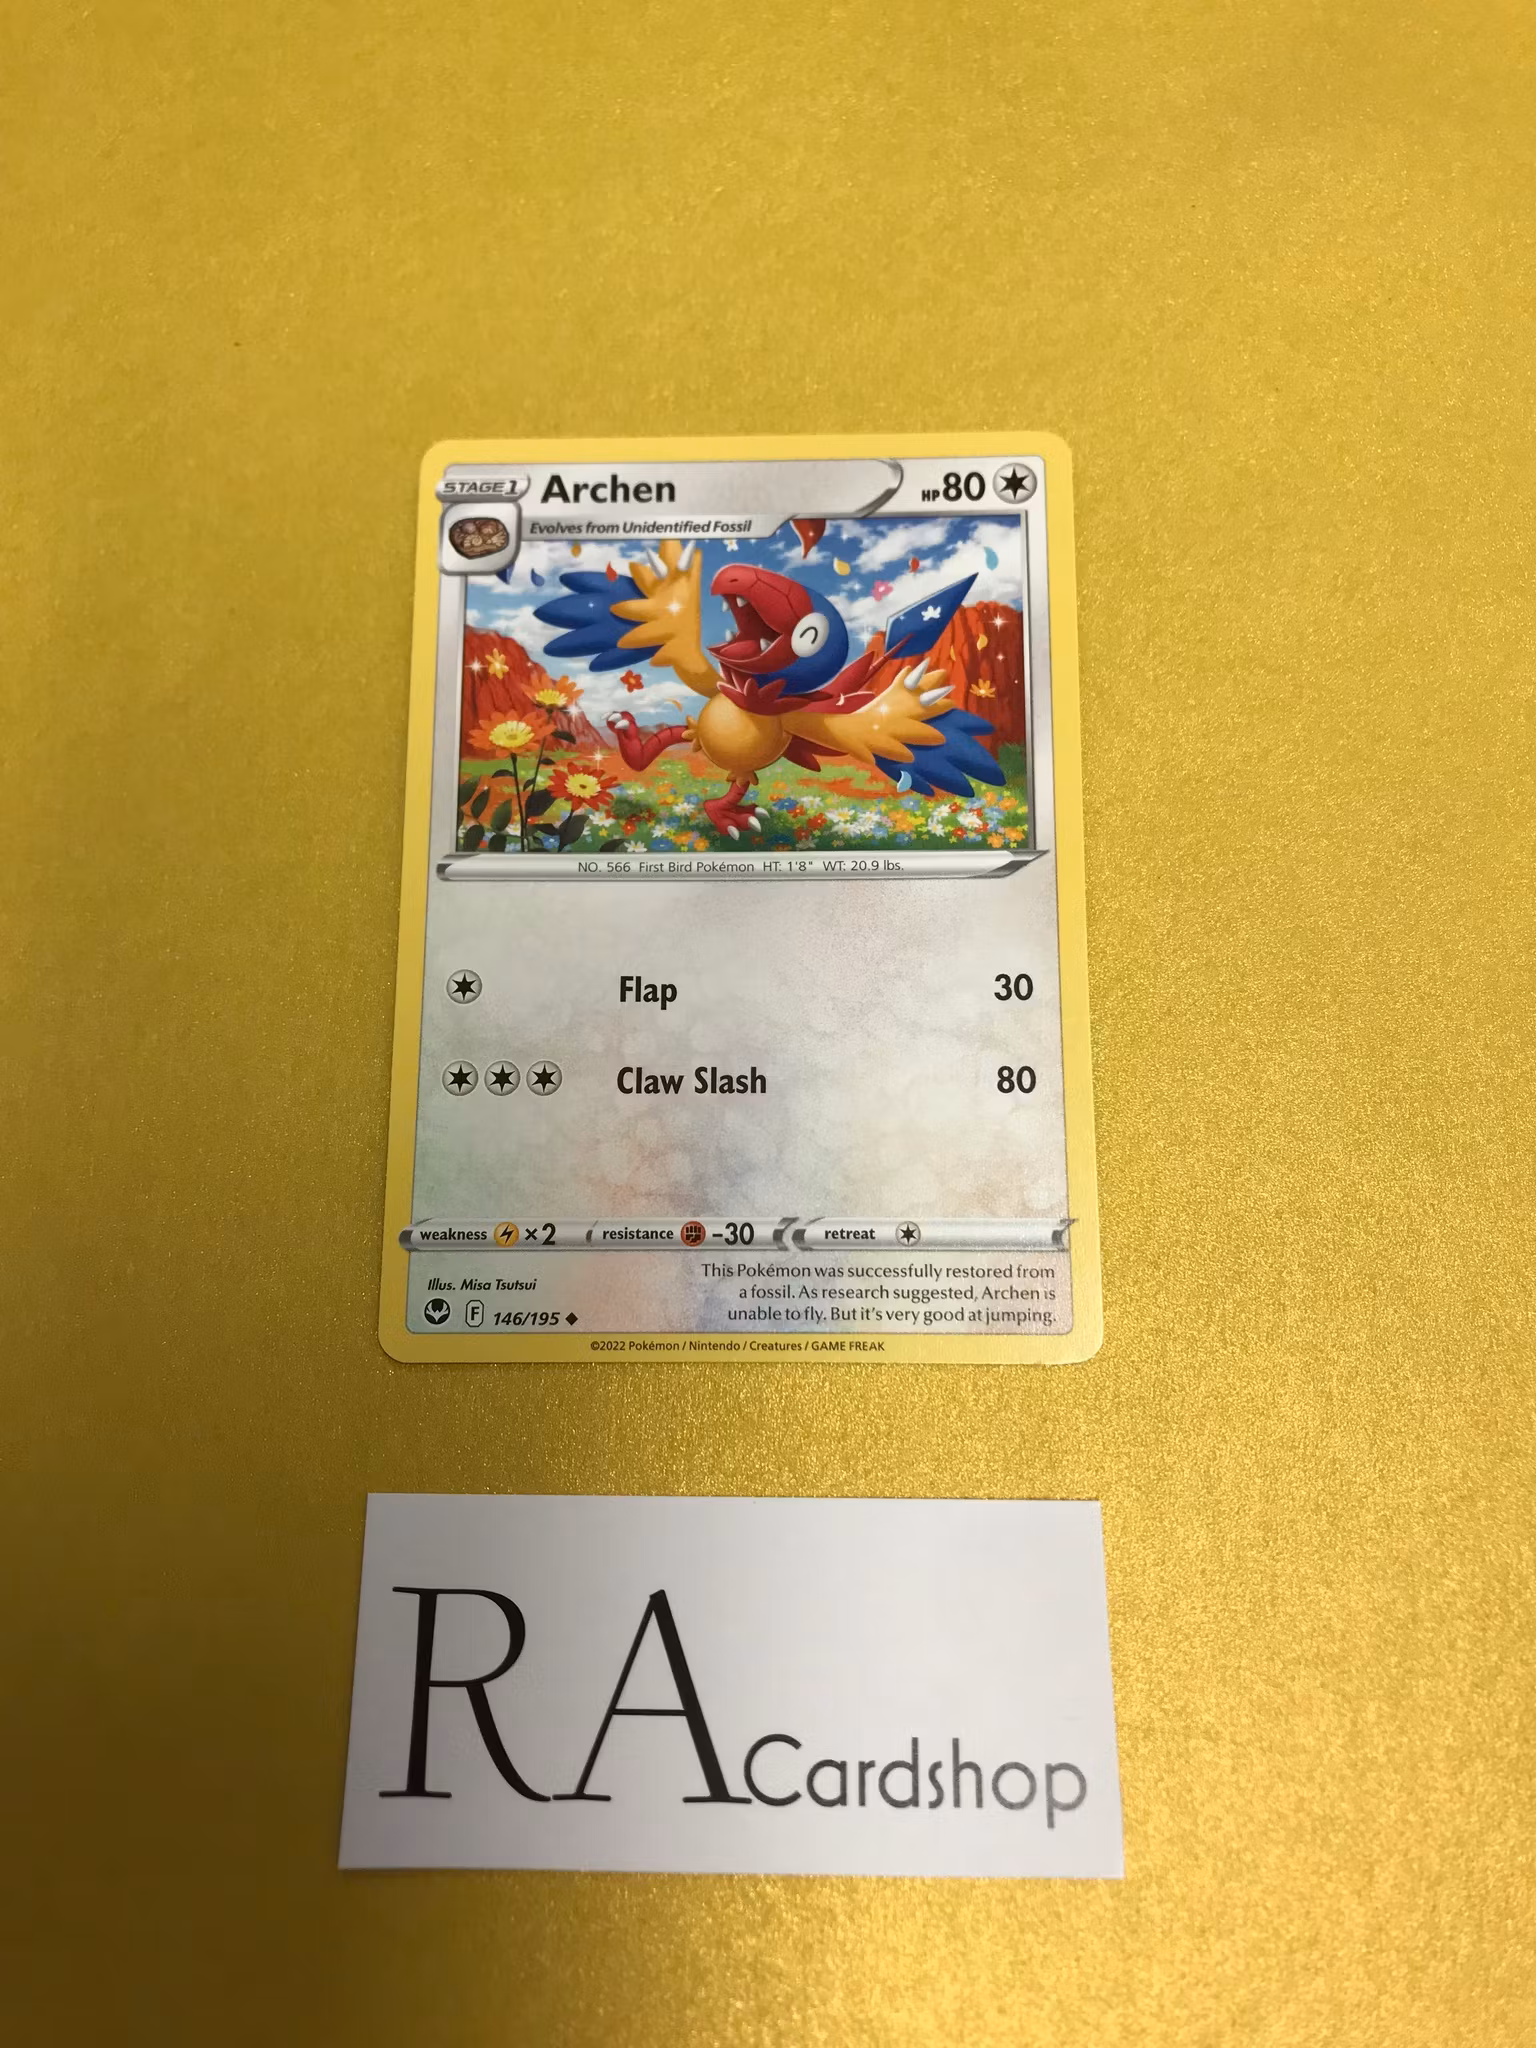 STAGE 1 Archen HP 80
Evolves from Unidentified Fossil
NO. 566 First Bird Pokémon HT: 1'8" WT: 20.9 lbs.
Flap 30
Claw Slash 80
weakness ×2 resistance -30 retreat
This Pokémon was successfully restored from
a fossil. As research suggested, Archen is
unable to fly. But it's very good at jumping.
Illus. Misa Tsutsui
F 146/195
©2022 Pokémon / Nintendo / Creatures / GAME FREAK
RA Cardshop